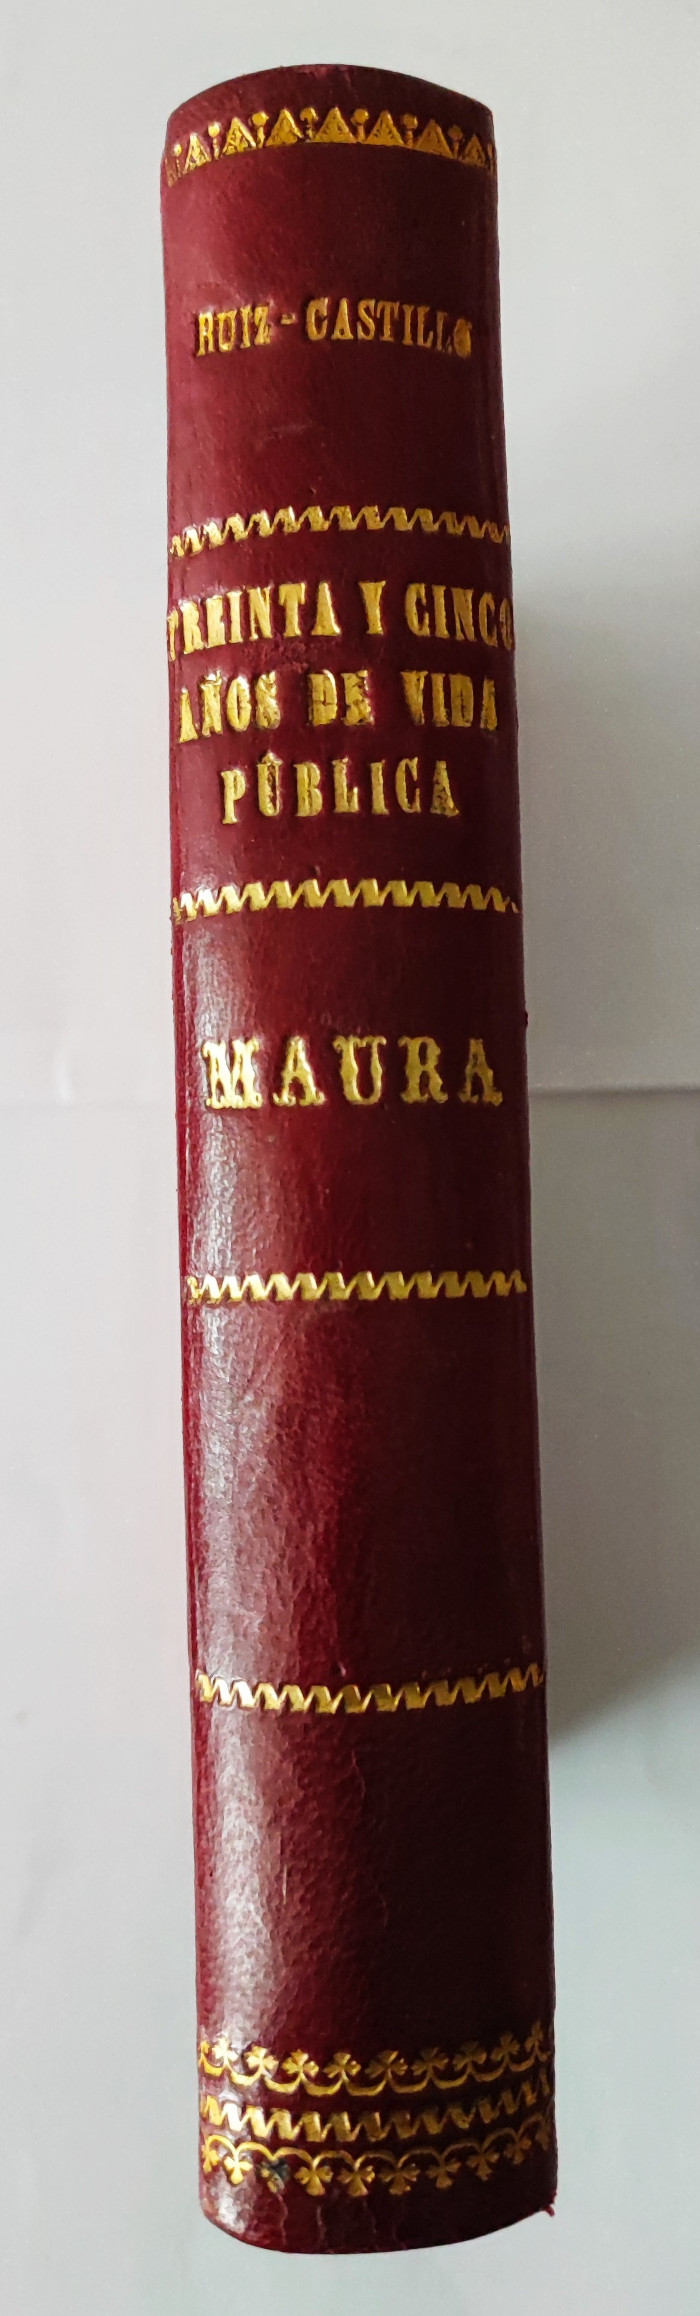 RUIZ-CASTILLO
TREINTA Y CINCO
AÑOS DE VIDA
PÚBLICA
MAURA